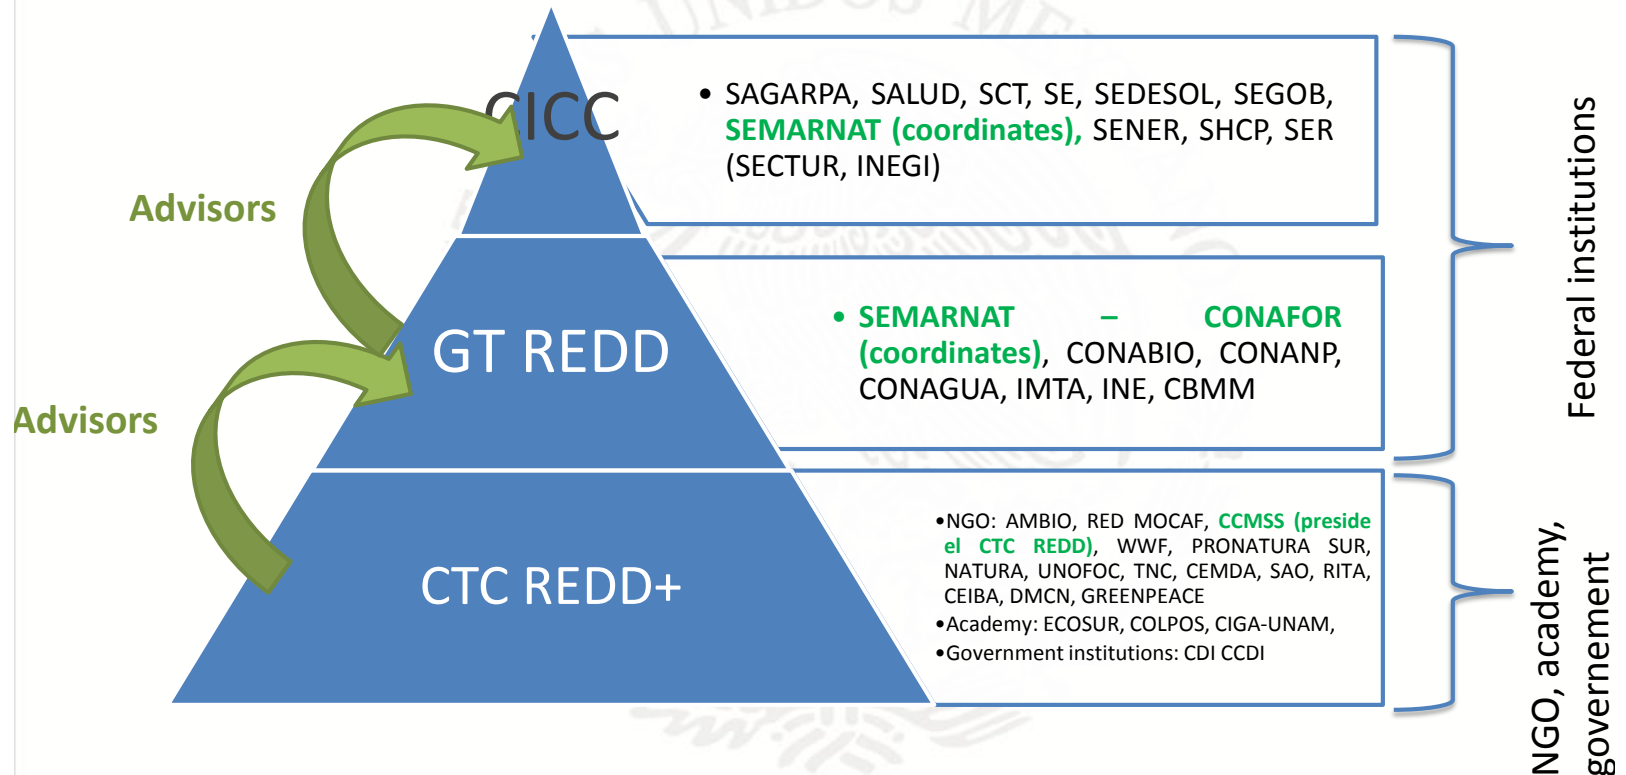 UNIDOS ME
CICC
• SAGARPA, SALUD, SCT, SE, SEDESOL, SEGOB,
SEMARNAT (coordinates), SENER, SHCP, SER
(SECTUR, INEGI)
Advisors
Federal institutions
GT REDD
• SEMARNAT – CONAFOR
(coordinates), CONABIO, CONANP,
CONAGUA, IMTA, INE, CBMM
Advisors
CTC REDD+
•NGO: AMBIO, RED MOCAF, CCMSS (preside
el CTC REDD), WWF, PRONATURA SUR,
NATURA, UNOFOC, TNC, CEMDA, SAO, RITA,
CEIBA, DMCN, GREENPEACE
•Academy: ECOSUR, COLPOS, CIGA-UNAM,
•Government institutions: CDI CCDI
NGO, academy,
governement